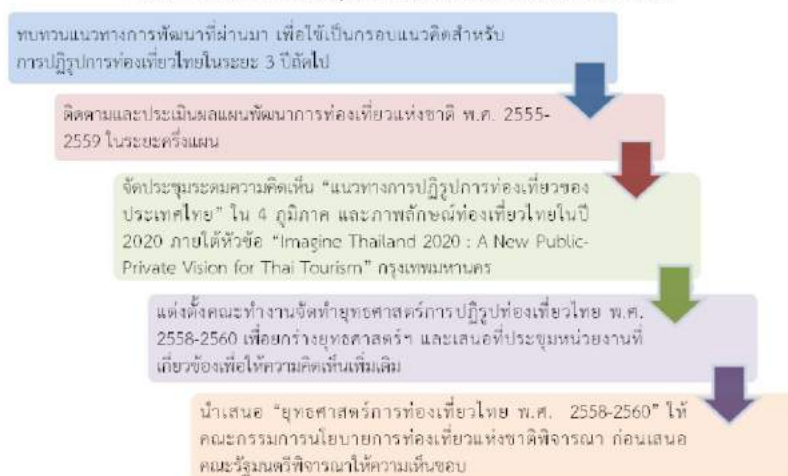 ทบทวนแนวทางการพัฒนาที่ผ่านมา เพื่อใช้เป็นกรอบแนวคิดสำหรับ
การปฏิรูปการท่องเที่ยวไทยในระยะ 3 ปีถัดไป
ติดตามและประเมินผลแผนพัฒนาการท่องเที่ยวแห่งชาติ พ.ศ. 2555-
2559 ในระยะครึ่งแผน
จัดประชุมระดมความคิดเห็น “แนวทางการปฏิรูปการท่องเที่ยวของ
ประเทศไทย” ใน 4 ภูมิภาค และภาพลักษณ์ท่องเที่ยวไทยในปี
2020 ภายใต้หัวข้อ “Imagine Thailand 2020 : A New Public-
Private Vision for Thai Tourism” กรุงเทพมหานคร
แต่งตั้งคณะทำงานจัดทำยุทธศาสตร์การปฏิรูปท่องเที่ยวไทย พ.ศ.
2558-2560 เพื่อยกร่างยุทธศาสตร์ฯ และเสนอที่ประชุมหน่วยงานที่
เกี่ยวข้องเพื่อให้ความคิดเห็นเพิ่มเติม
นำเสนอ “ยุทธศาสตร์การท่องเที่ยวไทย พ.ศ. 2558-2560” ให้
คณะกรรมการนโยบายการท่องเที่ยวแห่งชาติพิจารณา ก่อนเสนอ
คณะรัฐมนตรีพิจารณาให้ความเห็นชอบ